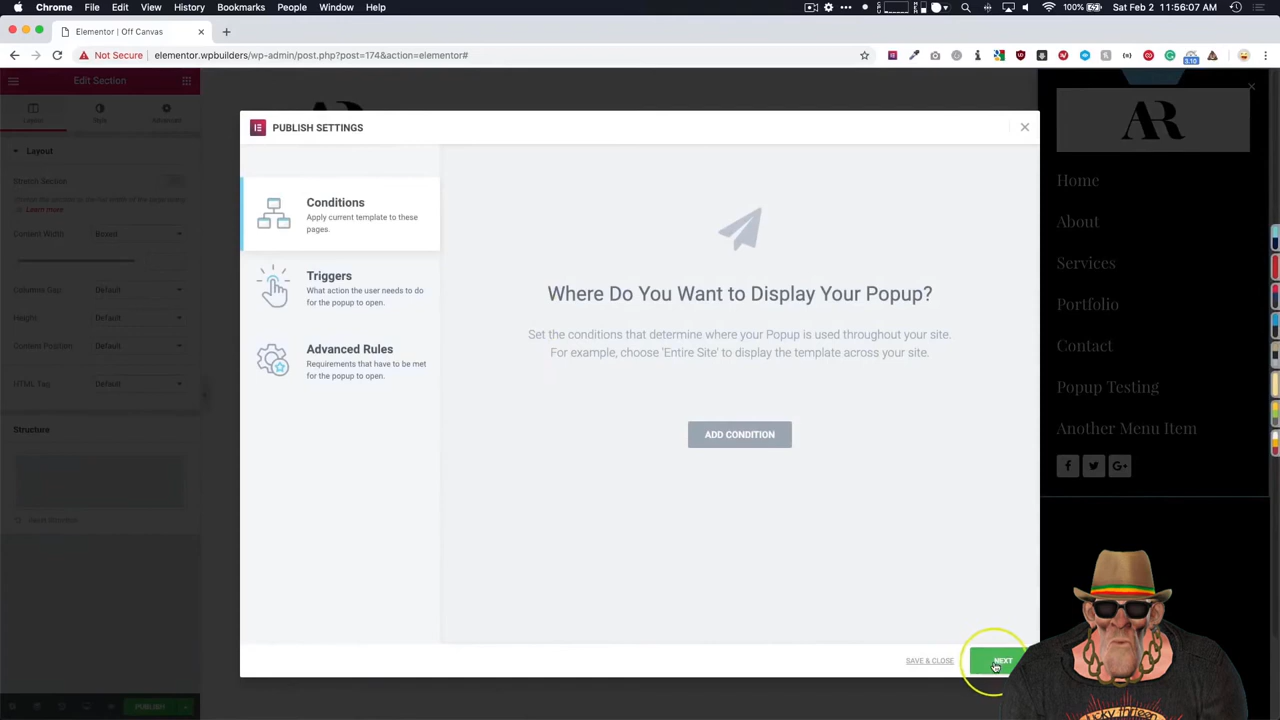 Chrome File Edit View History Bookmarks People Window Help
100% Sat Feb 2 11:56:07 AM
Elementor | Off Canvas
Not Secure elementor.wpbuilders/wp-admin/post.php?post=174&action=elementor#
3.10
Edit Section
Layout Style Advanced
Layout
Stretch Section
Learn more.
Content Width Boxed
Columns Gap Default
Height Default
Content Position Default
HTML Tag Default
Structure
PUBLISH
PUBLISH SETTINGS
Conditions
Apply current template to these
pages.
Triggers
What action the user needs to do
for the popup to open.
Advanced Rules
Requirements that have to be met
for the popup to open.
Where Do You Want to Display Your Popup?
Set the conditions that determine where your Popup is used throughout your site.
For example, choose 'Entire Site' to display the template across your site.
ADD CONDITION
SAVE & CLOSE
NEXT
AR
Home
About
Services
Portfolio
Contact
Popup Testing
Another Menu Item